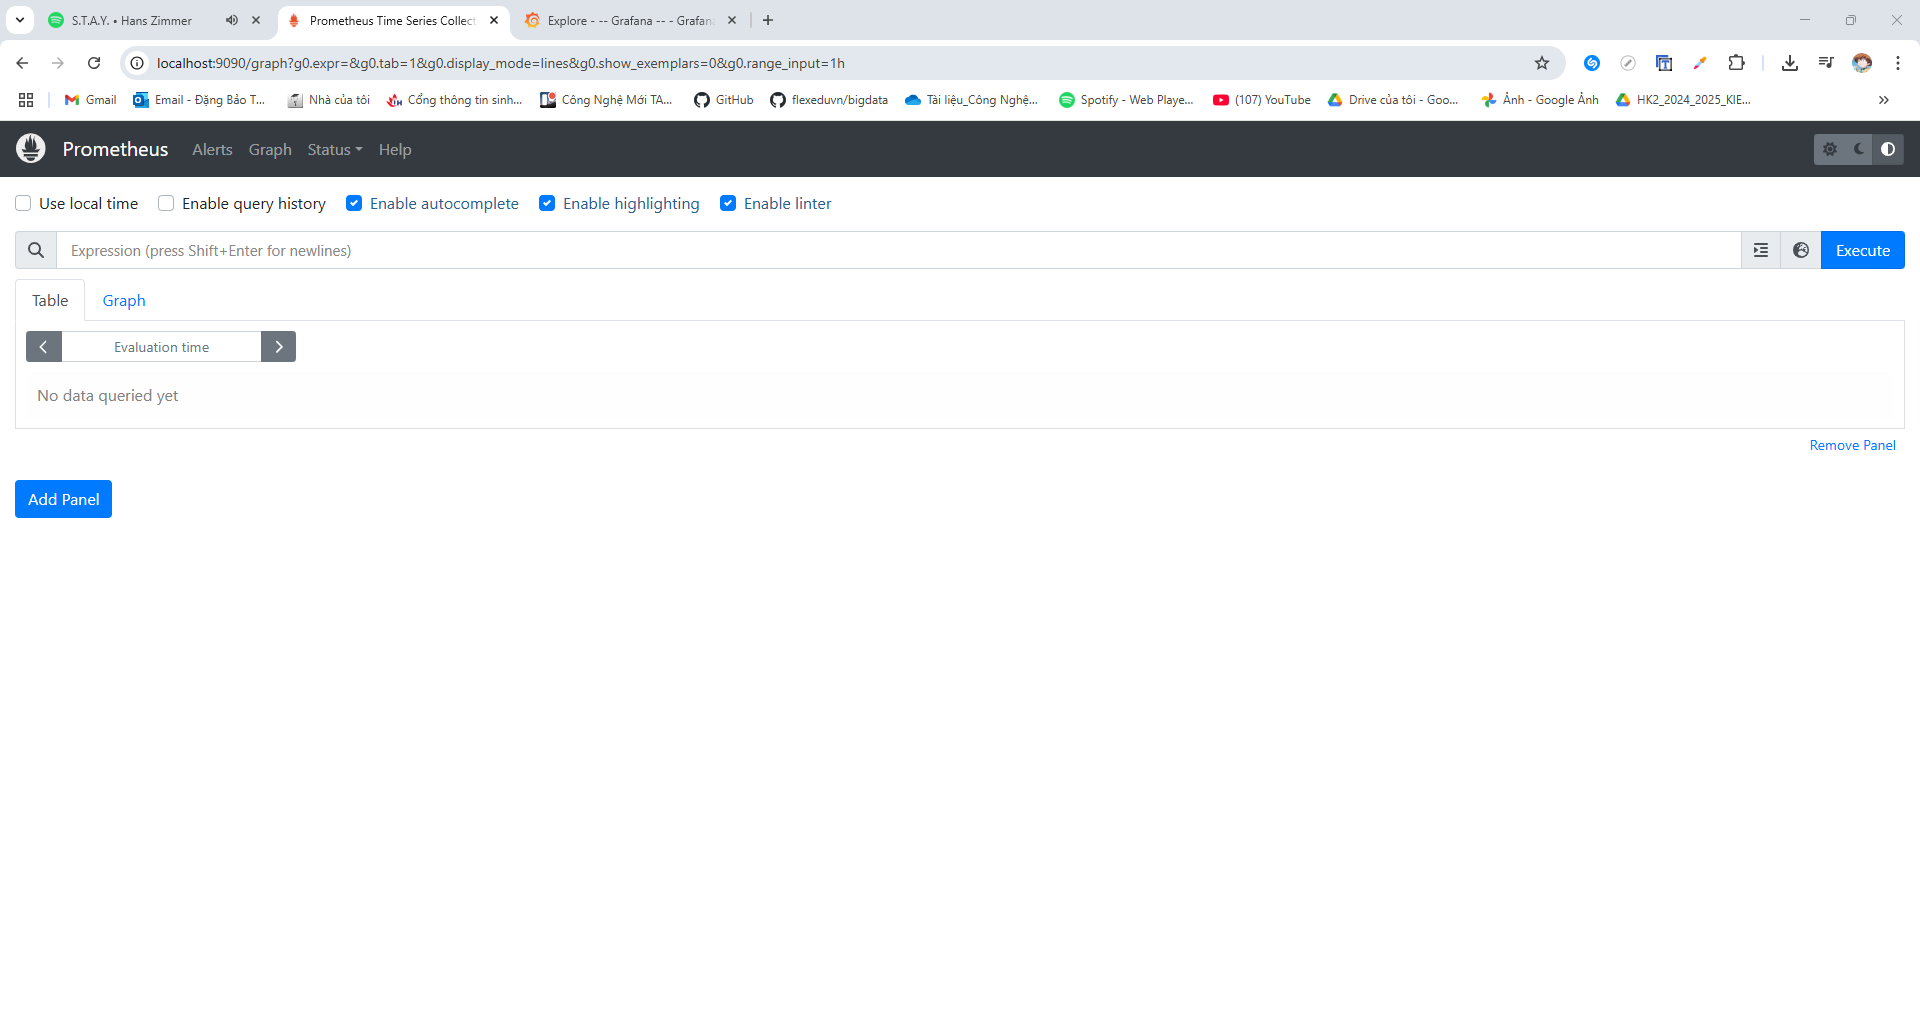 S.T.A.Y. • Hans Zimmer
Prometheus Time Series Collect
Explore - -- Grafana -- - Grafana
localhost:9090/graph?g0.expr=&g0.tab=1&g0.display_mode=lines&g0.show_exemplars=0&g0.range_input=1h
Gmail
Email - Đặng Bảo T...
Nhà của tôi
Cổng thông tin sinh...
Công Nghệ Mới TA...
GitHub
flexeduvn/bigdata
Tài liệu_Công Nghệ...
Spotify - Web Playe...
(107) YouTube
Drive của tôi - Goo...
Ảnh - Google Ảnh
HK2_2024_2025_KIE...
Prometheus
Alerts
Graph
Status
Help
Use local time
Enable query history
Enable autocomplete
Enable highlighting
Enable linter
Expression (press Shift+Enter for newlines)
Execute
Table
Graph
Evaluation time
No data queried yet
Remove Panel
Add Panel